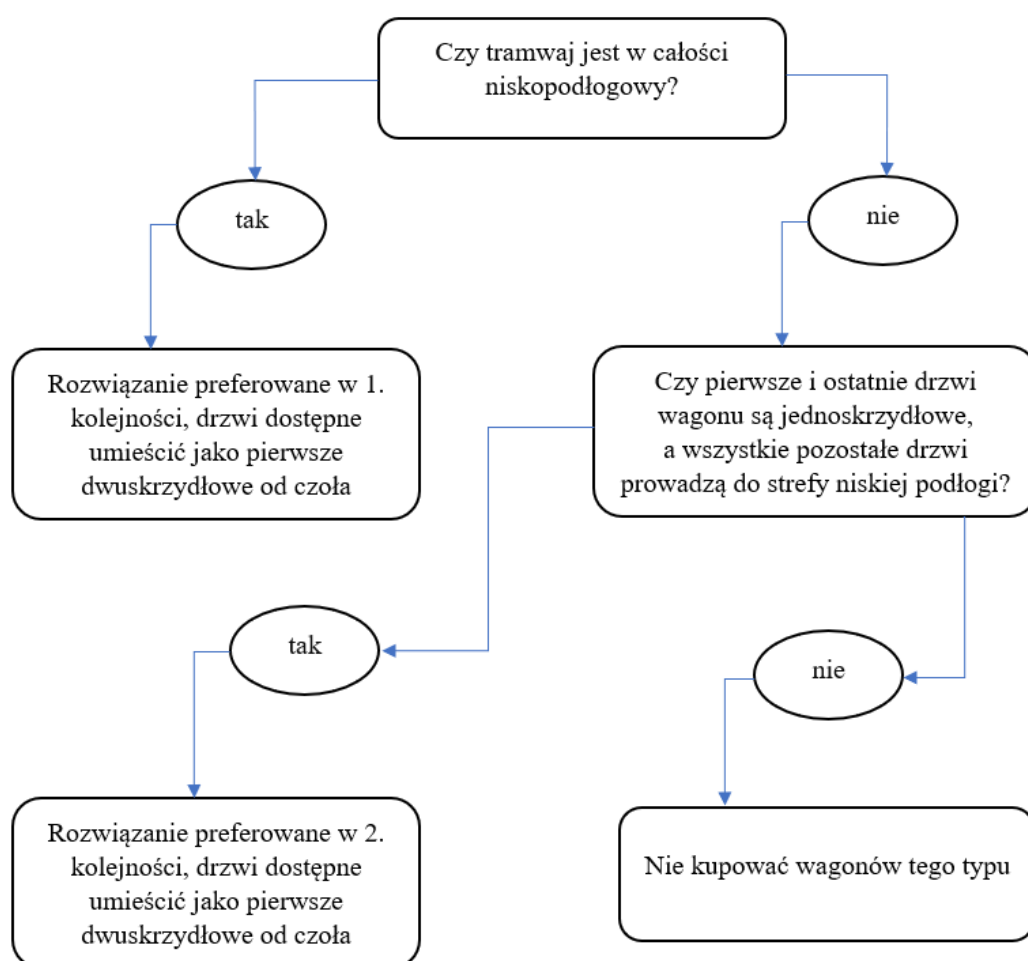 Czy tramwaj jest w całości
niskopodłogowy?
tak
nie
Rozwiązanie preferowane w 1.
kolejności, drzwi dostępne
umieścić jako pierwsze
dwuskrzydłowe od czoła
Czy pierwsze i ostatnie drzwi
wagonu są jednoskrzydłowe,
a wszystkie pozostałe drzwi
prowadzą do strefy niskiej podłogi?
tak
nie
Rozwiązanie preferowane w 2.
kolejności, drzwi dostępne
umieścić jako pierwsze
dwuskrzydłowe od czoła
Nie kupować wagonów tego typu